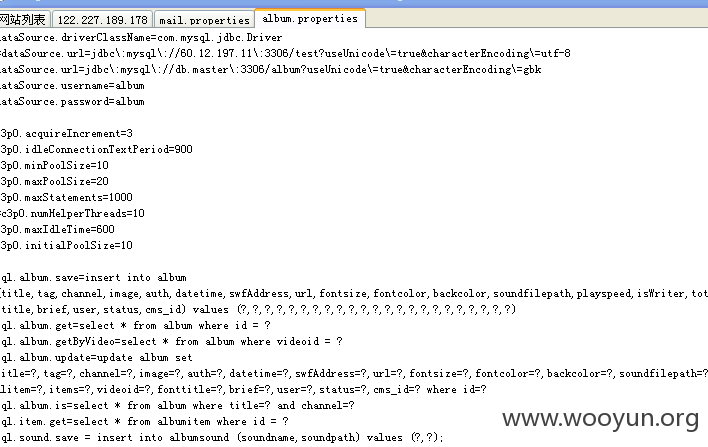 网站列表 122.227.189.178 mail.properties album.properties
ataSource.driverClassName=com.mysql.jdbc.Driver
dataSource.url=jdbc\:mysql\://60.12.197.11\:3306/test?useUnicode\=true&characterEncoding\=utf-8
ataSource.url=jdbc\:mysql\://db.master\:3306/album?useUnicode\=true&characterEncoding\=gbk
ataSource.username=album
ataSource.password=album
3p0.acquireIncrement=3
3p0.idleConnectionTextPeriod=900
3p0.minPoolSize=10
3p0.maxPoolSize=20
3p0.maxStatements=1000
c3p0.numHelperThreads=10
3p0.maxIdleTime=600
3p0.initialPoolSize=10
ql.album.save=insert into album
title,tag,channel,image,auth,datetime,swfAddress,url,fontsize,fontcolor,backcolor,soundfilepath,playspeed,isWriter,tot
title,brief,user,status,cms_id) values (?,?,?,?,?,?,?,?,?,?,?,?,?,?,?,?,?,?,?,?,?,?,?)
ql.album.get=select * from album where id = ?
ql.album.getByVideo=select * from album where videoid = ?
ql.album.update=update album set
itle=?,tag=?,channel=?,image=?,auth=?,datetime=?,swfAddress=?,url=?,fontsize=?,fontcolor=?,backcolor=?,soundfilepath=?
litem=?,items=?,videoid=?,fonttitle=?,brief=?,user=?,status=?,cms_id=? where id=?
ql.album.is=select * from album where title=? and channel=?
ql.item.get=select * from albumitem where id = ?
ql.sound.save = insert into albumsound (soundname,soundpath) values (?,?);
www.wooyun.org